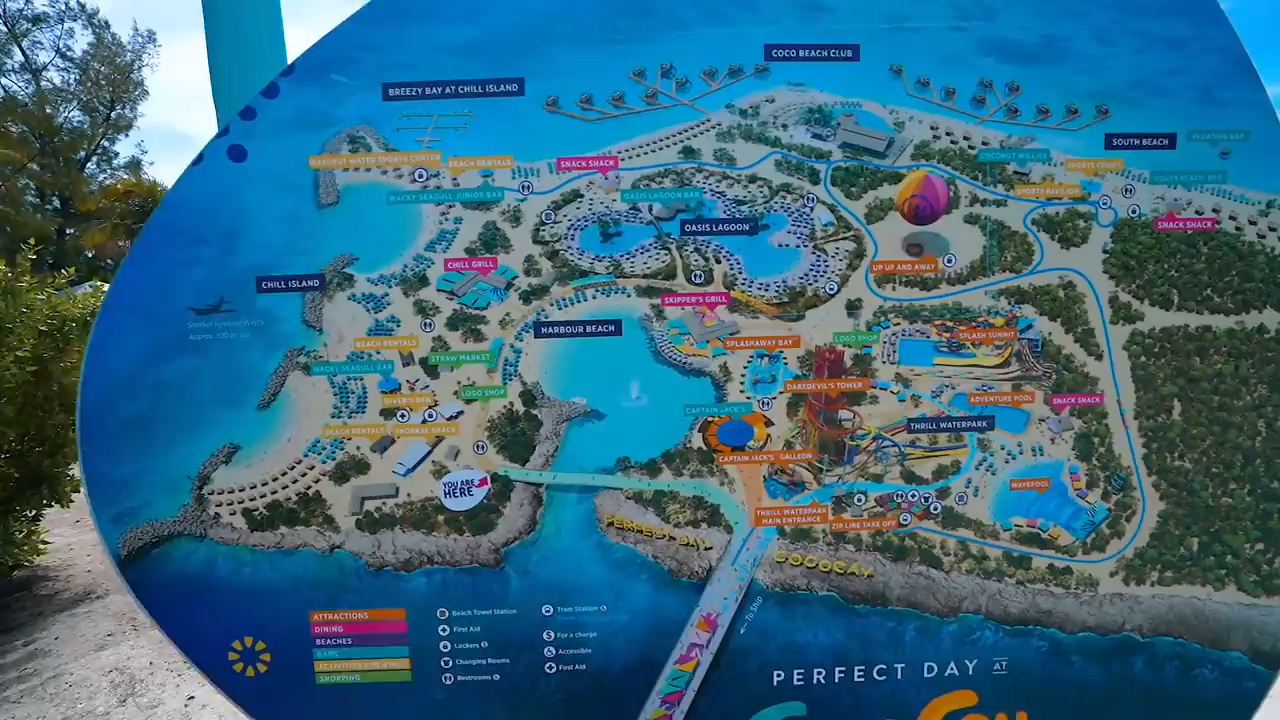 COCO BEACH CLUB
BREEZY BAY AT CHILL ISLAND
SOUTH BEACH
COCONUT WILLIES
BEACH RENTALS
SNACK SHACK
SPORTS COURT
SOUTH BEACH BAR
WACKY SEAGULL JUNIOR BAR
OASIS LAGOON BAR
SPORTS PAVILION
SNACK SHACK
OASIS LAGOON
CHILL GRILL
UP UP AND AWAY
CHILL ISLAND
SKIPPER'S GRILL
HARBOUR BEACH
BEACH RENTALS
SPLASHAWAY BAY
LOGO SHOP
SPLASH SUMMIT
STRAW MARKET
WACKY SEAGULL BAR
DAREDEVIL'S TOWER
LOGO SHOP
DIVER'S DEN
ADVENTURE POOL
SNACK SHACK
CAPTAIN JACK'S
THRILL WATERPARK
BEACH RENTALS
SNORKEL SHACK
CAPTAIN JACK'S GALLEON
YOU ARE
HERE
WAVEPOOL
THRILL WATERPARK
MAIN ENTRANCE
ZIP LINE TAKE OFF
PERFECT DAY
COCOCAY
To Ship
ATTRACTIONS
DINING
BEACHES
BARS
SHOPPING
Beach Towel Station
First Aid
Lockers $
Changing Rooms
Restrooms
Tram Station
For a charge
Accessible
First Aid
PERFECT DAY AT